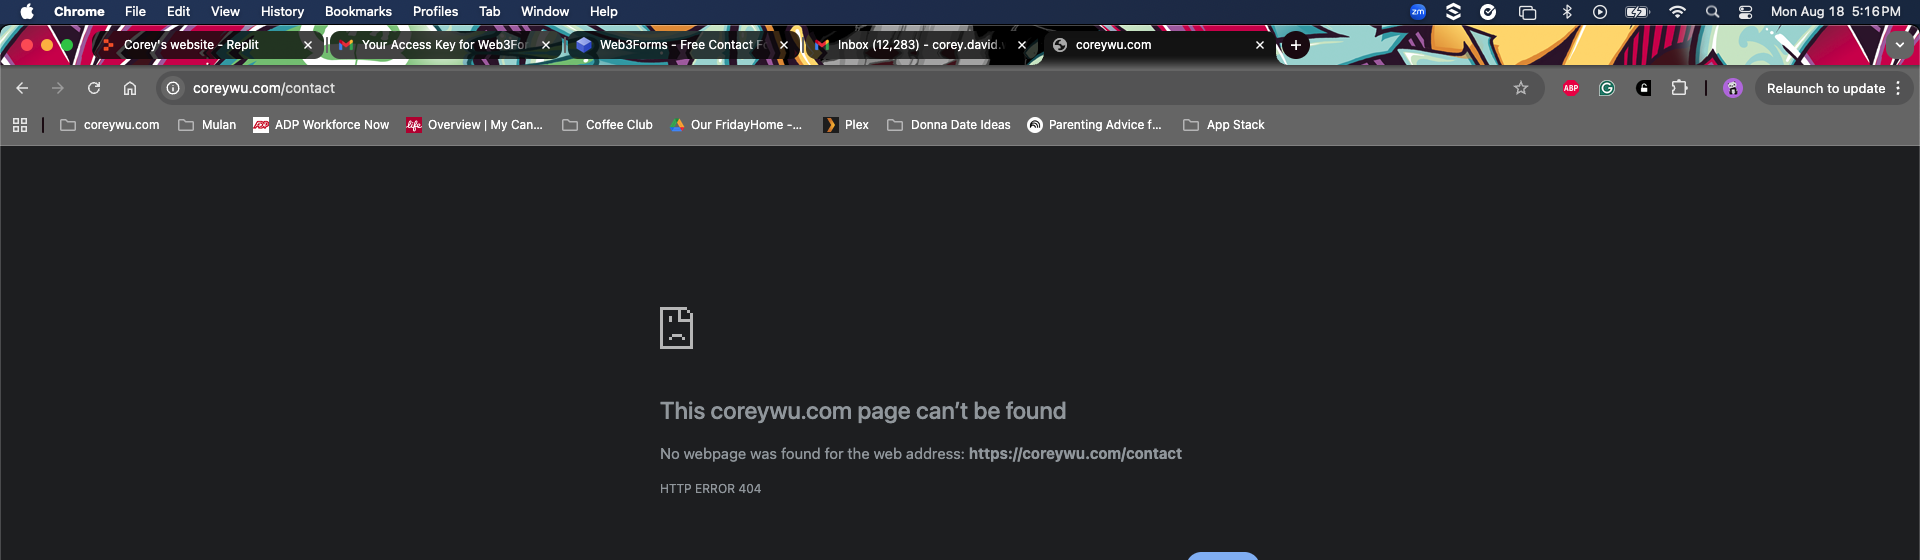 Chrome File Edit View History Bookmarks Profiles Tab Window Help zm Mon Aug 18 5:16 PM
Corey's website - Replit Your Access Key for Web3For Web3Forms - Free Contact F Inbox (12,283) - corey.david. coreywu.com
coreywu.com/contact ABP Relaunch to update
coreywu.com Mulan ADP ADP Workforce Now life Overview | My Can... Coffee Club Our FridayHome -... Plex Donna Date Ideas Parenting Advice f... App Stack
This coreywu.com page can't be found
No webpage was found for the web address: https://coreywu.com/contact
HTTP ERROR 404